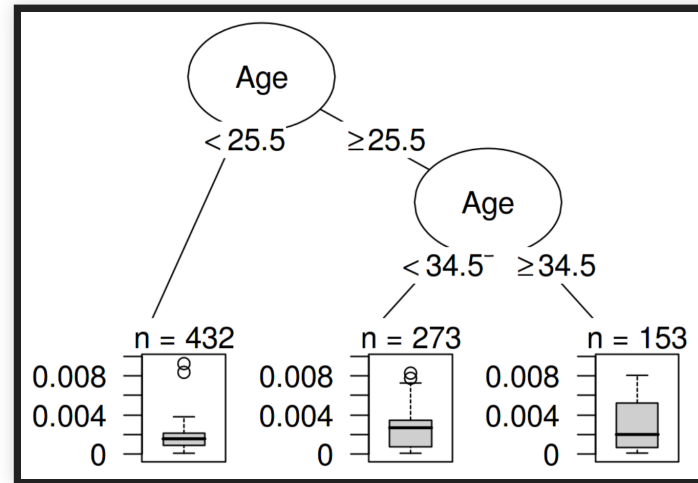 Age
< 25.5 ≥25.5
Age
< 34.5 ≥34.5
n = 432 n = 273 n = 153
0.008 0.008 0.008
0.004 0.004 0.004
0 0 0